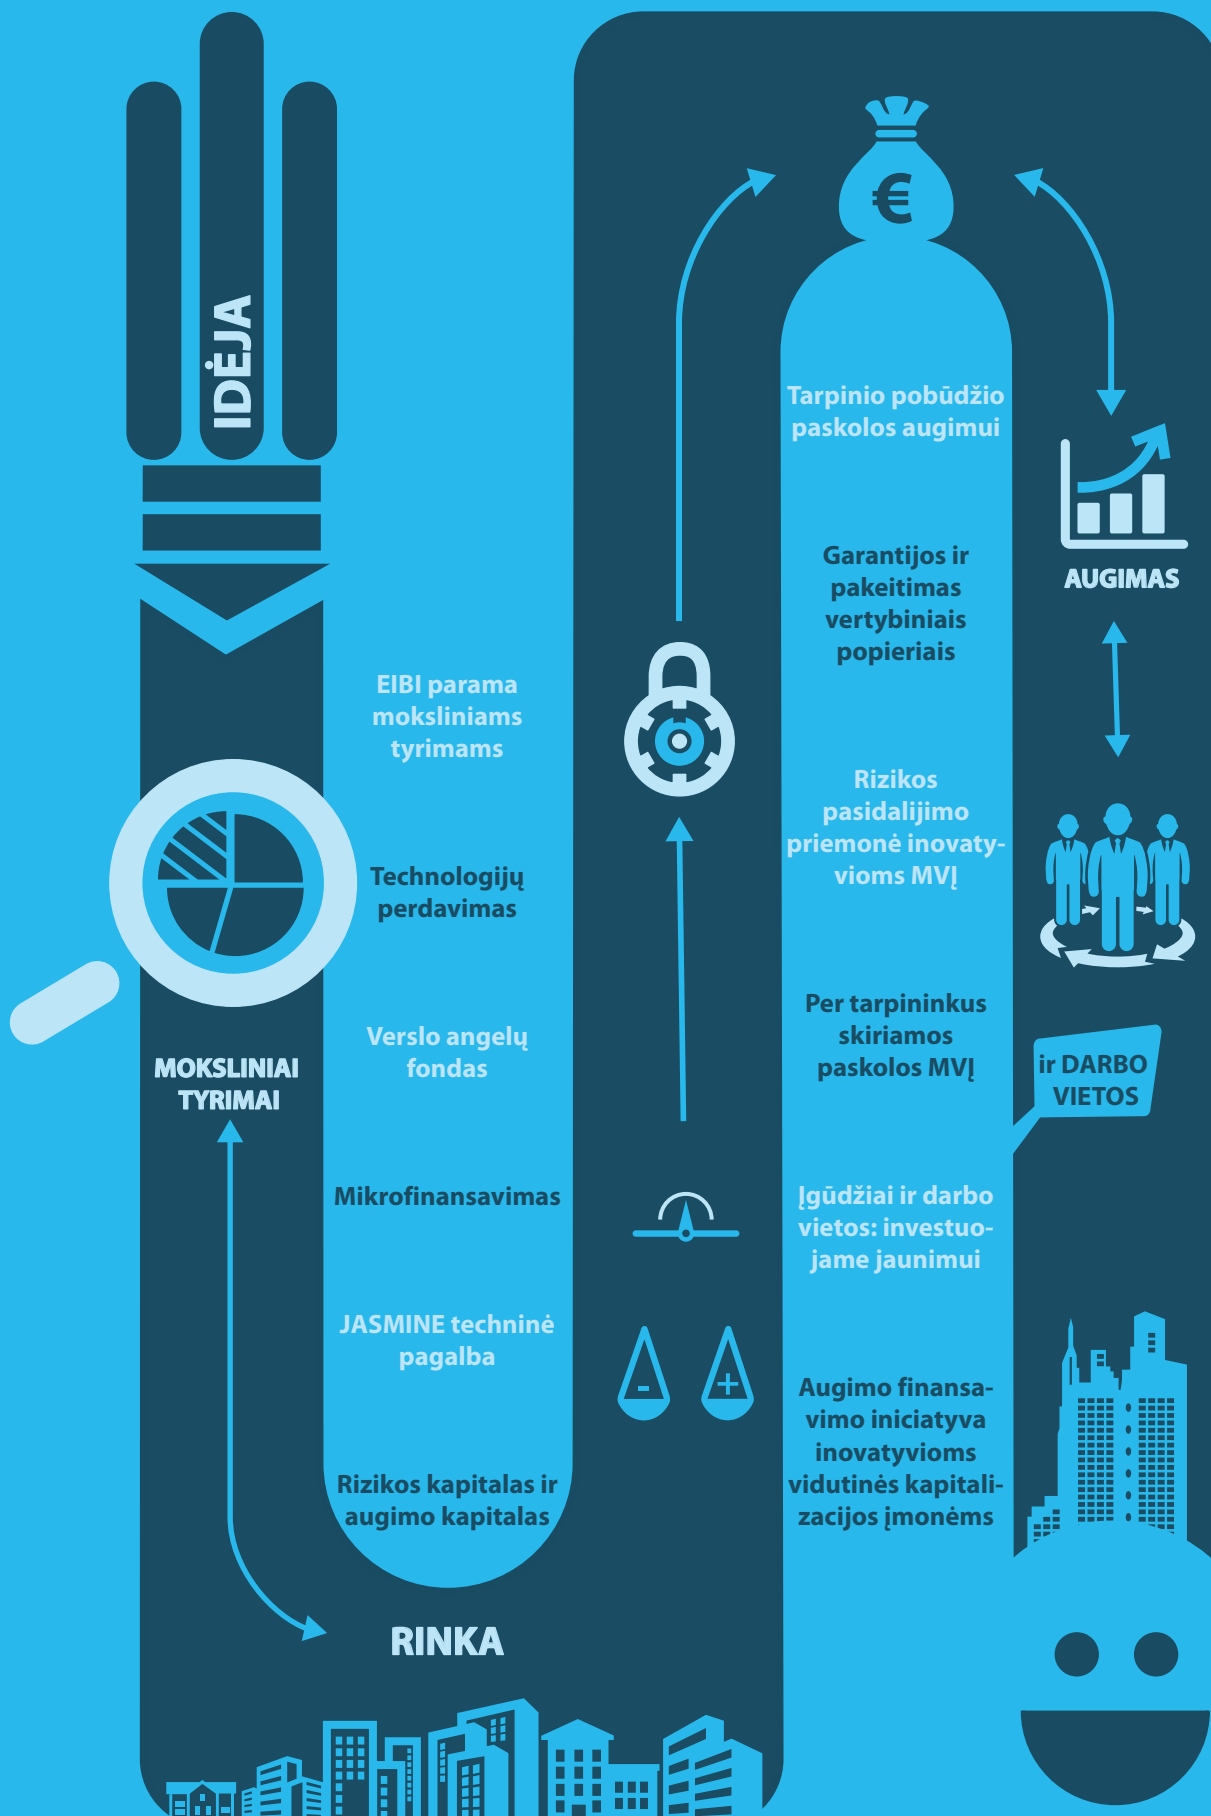 IDĖJA
EIBI parama
moksliniams
tyrimams
Technologijų
perdavimas
MOKSLINIAI
TYRIMAI
Verslo angelų
fondas
Mikrofinansavimas
JASMINE techninė
pagalba
Rizikos kapitalas ir
augimo kapitalas
RINKA
-
+
€
Tarpinio pobūdžio
paskolos augimui
Garantijos ir
pakeitimas
vertybiniais
popieriais
Rizikos
pasidalijimo
priemonė inovaty-
vioms MVĮ
Per tarpininkus
skiriamos
paskolos MVĮ
Įgūdžiai ir darbo
vietos: investuo-
jame jaunimui
Augimo finansa-
vimo iniciatyva
inovatyvioms
vidutinės kapitali-
zacijos įmonėms
AUGIMAS
ir DARBO
VIETOS